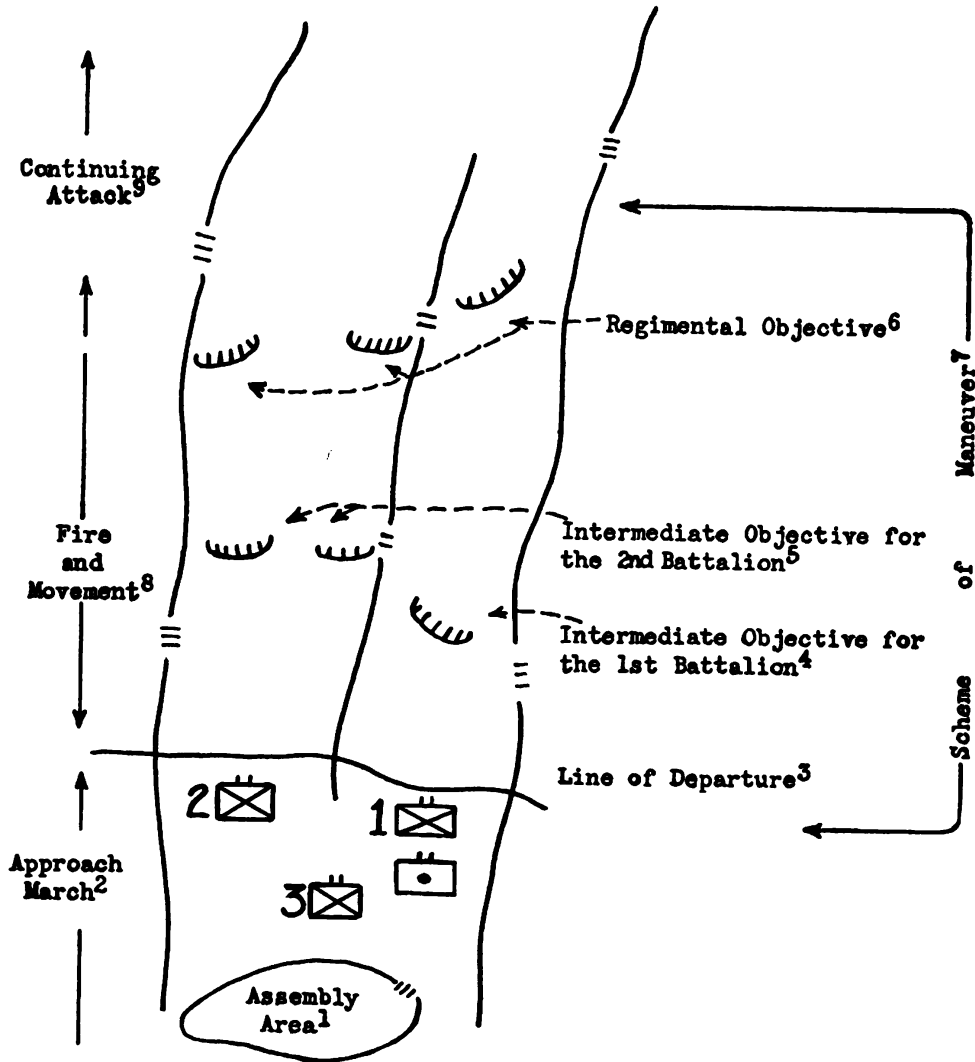 Continuing
Attack9
Regimental Objective6
Maneuver7
of
Scheme
Fire
and
Movement8
Intermediate Objective for
the 2nd Battalion5
Intermediate Objective for
the 1st Battalion4
Line of Departure3
2
1
3
Approach
March2
Assembly
Area1